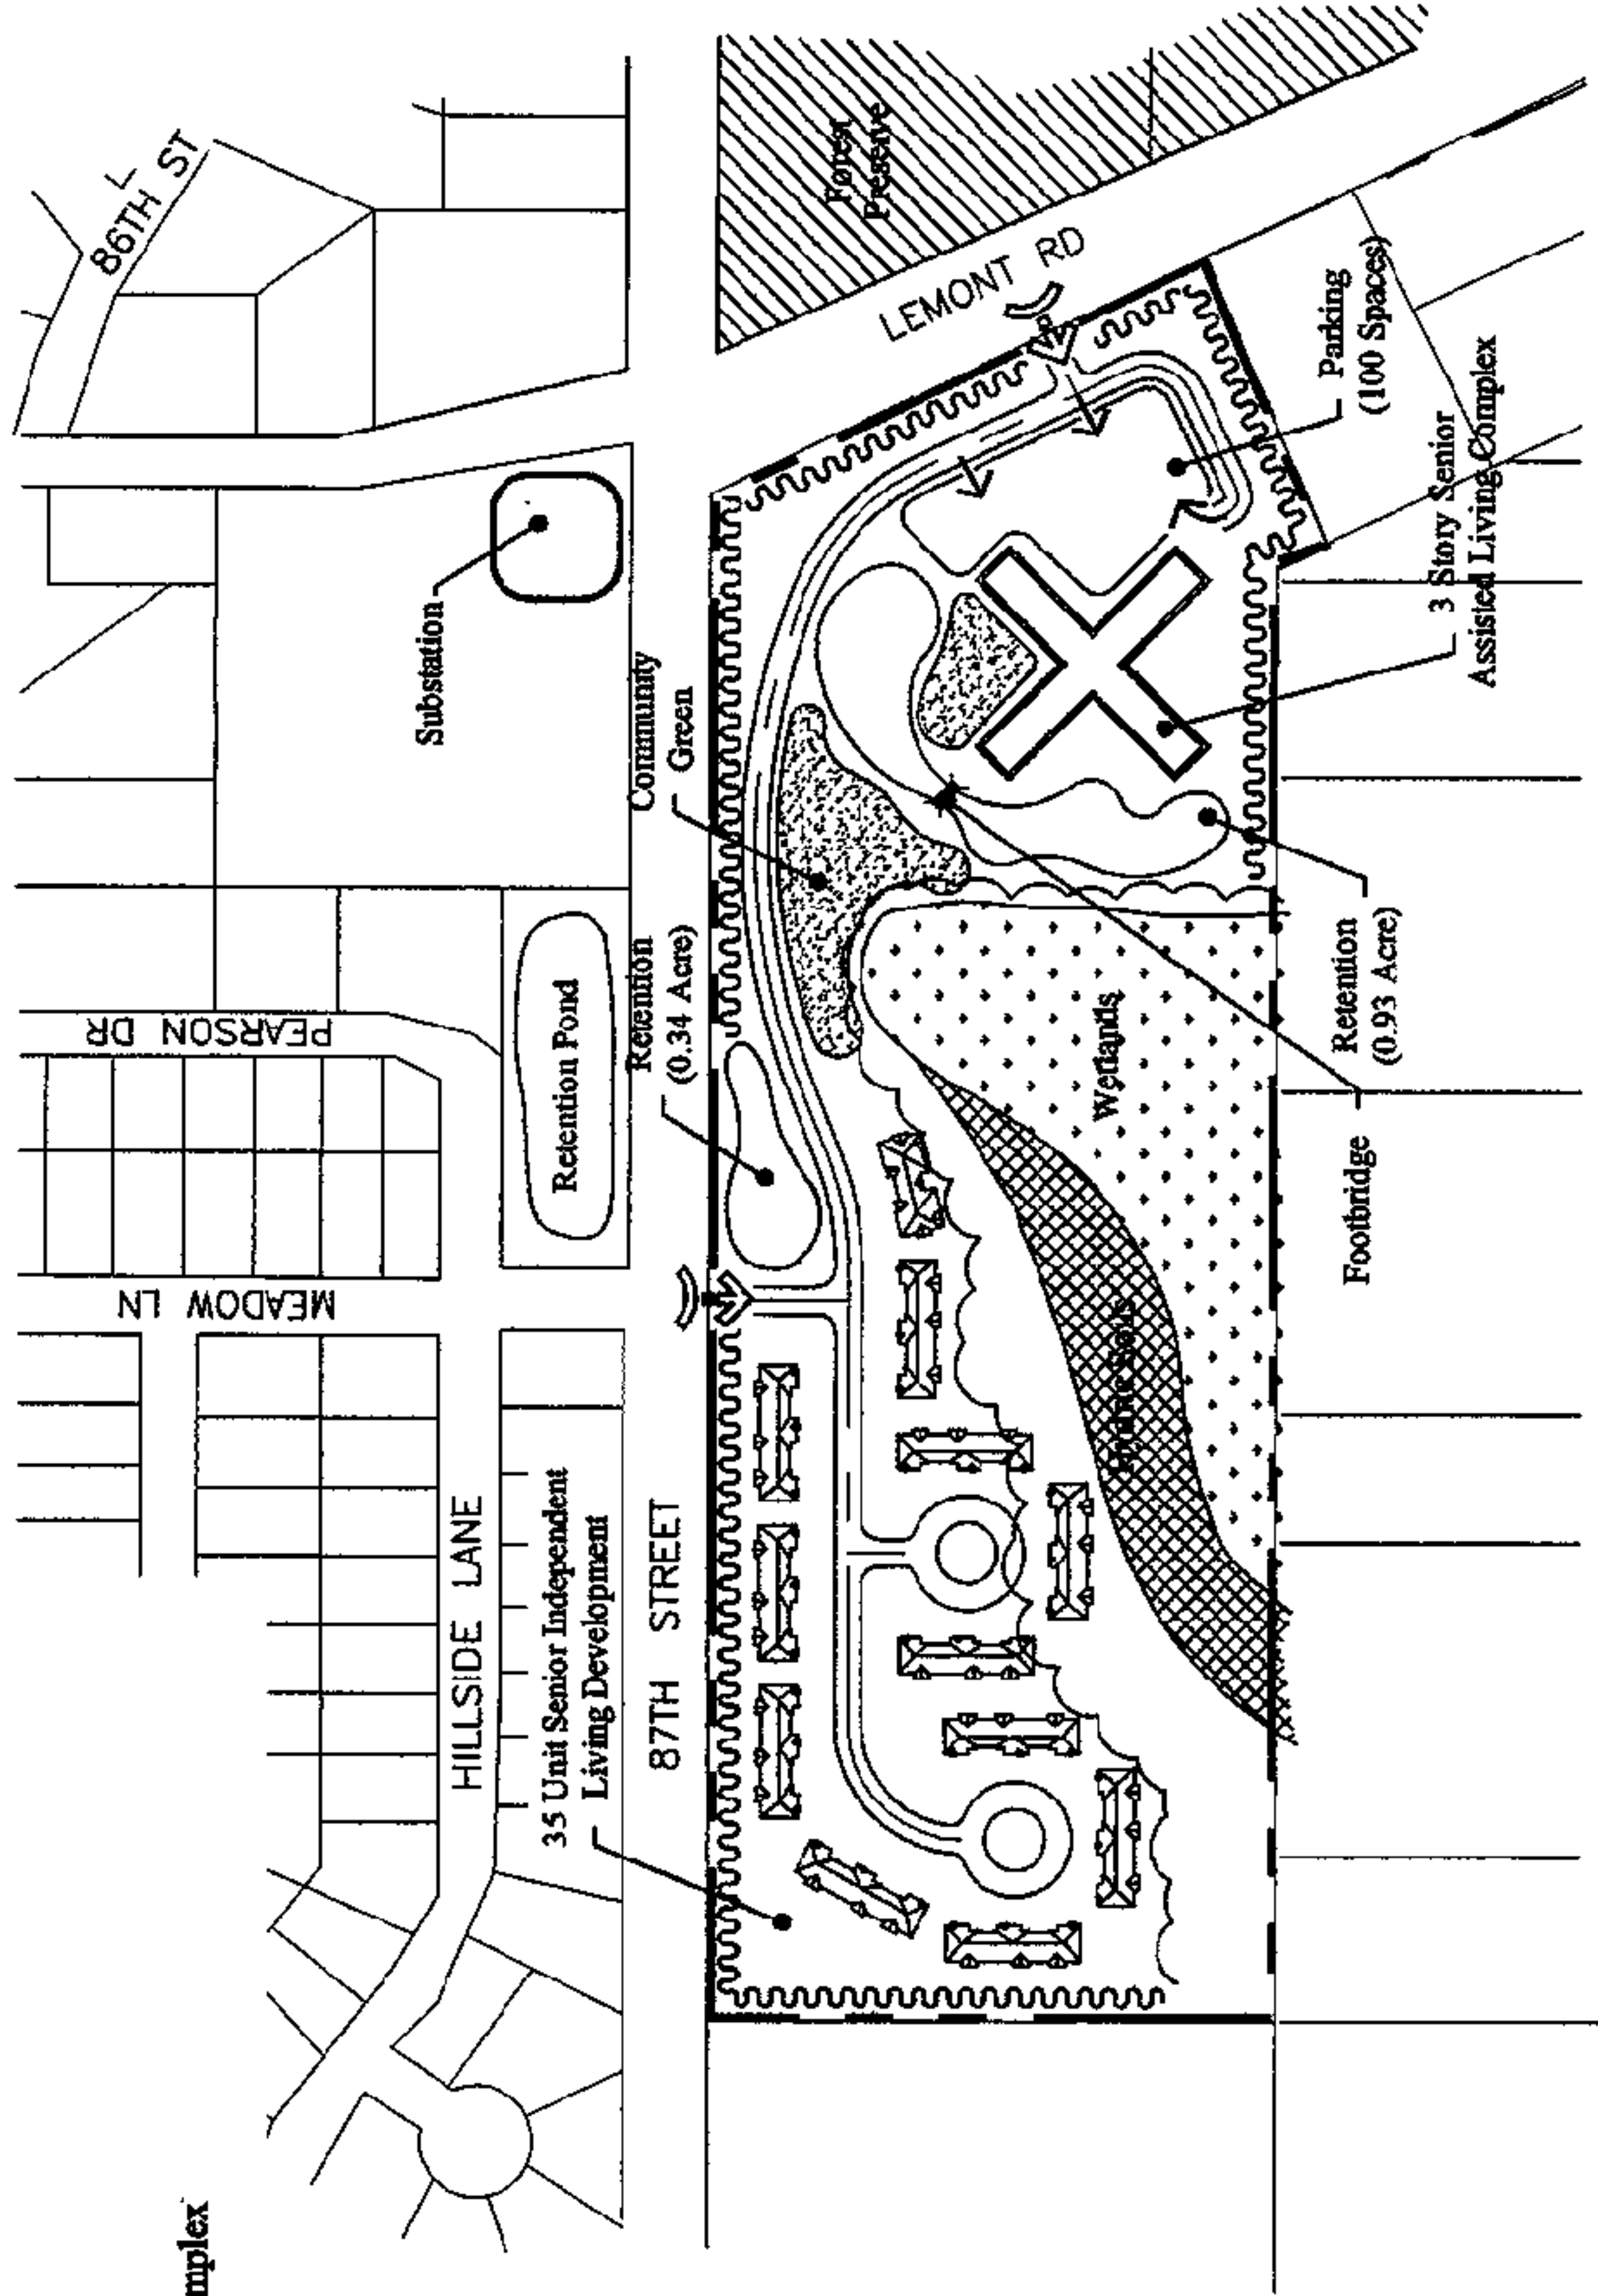 mplex
86TH ST
L
Substation
PEARSON DR
MEADOW LN
Retention Pond
HILLSIDE LANE
35 Unit Senior Independent
Living Development
87TH STREET
Retention
(0.34 Acre)
Community
Green
Forest
Preserve
LEMONT RD
Parking
(100 Spaces)
3 Story Senior
Assisted Living Complex
Retention
(0.93 Acre)
Footbridge
Wetlands
Hydric Soils